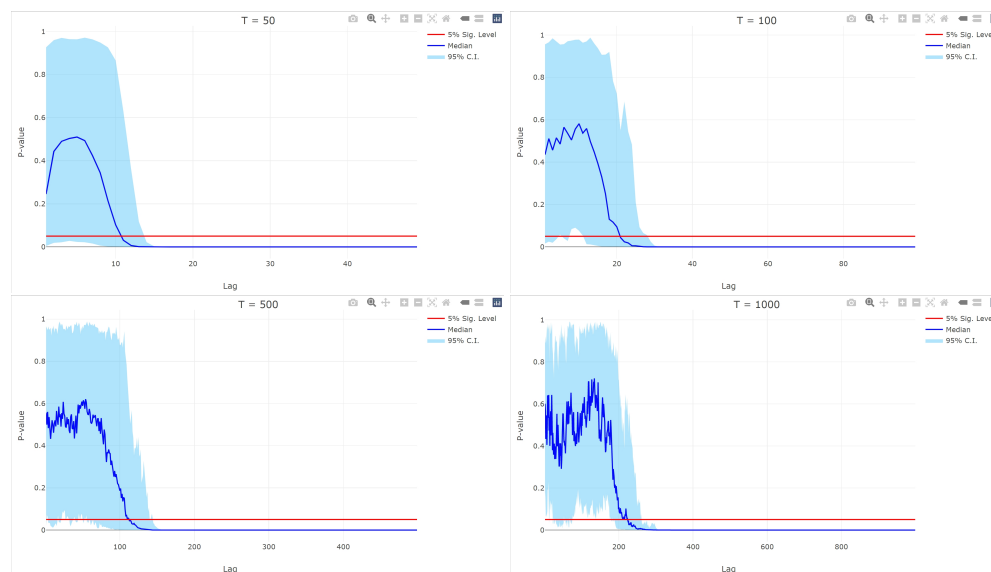 T = 50
5% Sig. Level
Median
95% C.I.
P-value
1
0.8
0.6
0.4
0.2
0
10
20
30
40
Lag
T = 100
5% Sig. Leve
Median
95% C.I.
P-value
1
0.8
0.6
0.4
0.2
0
20
40
60
80
Lag
T = 500
5% Sig. Level
Median
95% C.I.
P-value
1
0.8
0.6
0.4
0.2
0
100
200
300
400
Lag
T = 1000
5% Sig. Leve
Median
95% C.I.
P-value
1
0.8
0.6
0.4
0.2
0
200
400
600
800
Lag